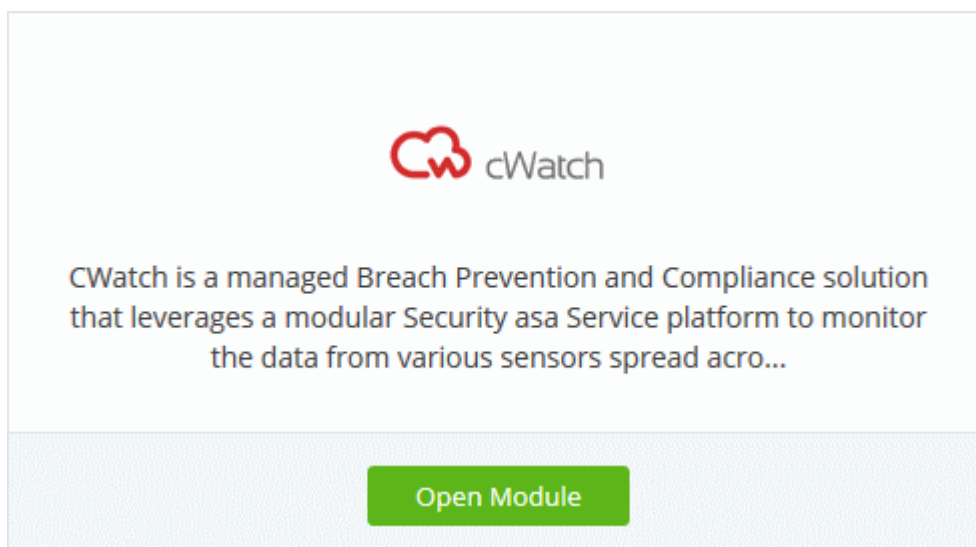 cWatch
CWatch is a managed Breach Prevention and Compliance solution
that leverages a modular Security asa Service platform to monitor
the data from various sensors spread acro...
Open Module